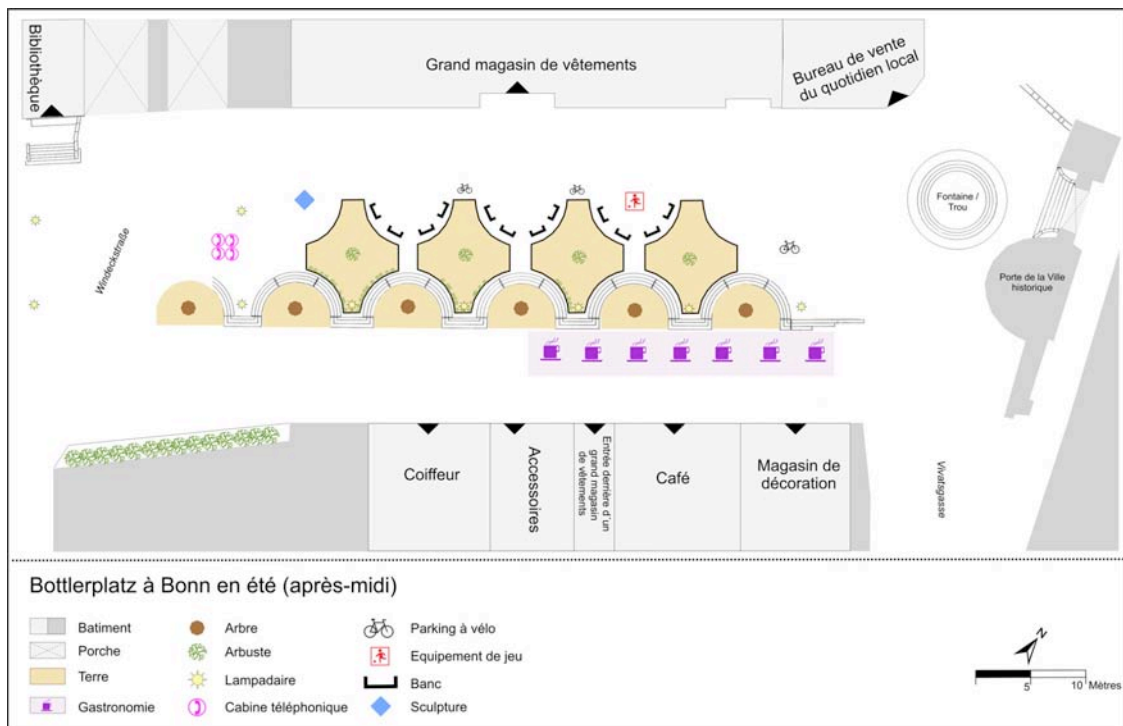 Bibliothèque
Grand magasin de vêtements
Bureau de vente
du quotidien local
Fontaine /
Trou
Windeckstraße
Porte de la Ville
historique
Coiffeur
Accessoires
Entrée derrière d´un
grand magasin
de vêtements
Café
Magasin de
décoration
Vivatsgasse
Bottlerplatz à Bonn en été (après-midi)
Batiment
Porche
Terre
Gastronomie
Arbre
Arbuste
Lampadaire
Cabine téléphonique
Parking à vélo
Equipement de jeu
Banc
Sculpture
N
5
10 Mètres